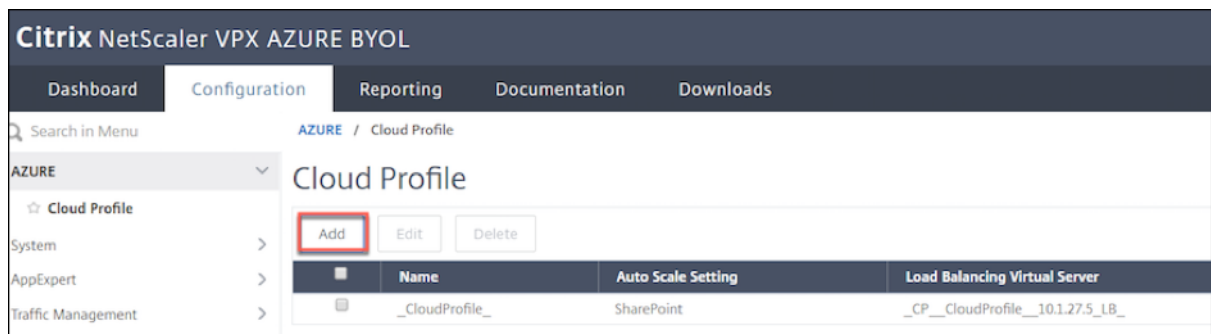 Citrix NetScaler VPX AZURE BYOL
Dashboard Configuration Reporting Documentation Downloads
Search in Menu
AZURE
Cloud Profile
System
AppExpert
Traffic Management
AZURE / Cloud Profile
Cloud Profile
Add Edit Delete
Name Auto Scale Setting Load Balancing Virtual Server
_CloudProfile_ SharePoint _CP__CloudProfile__10.1.27.5_LB_